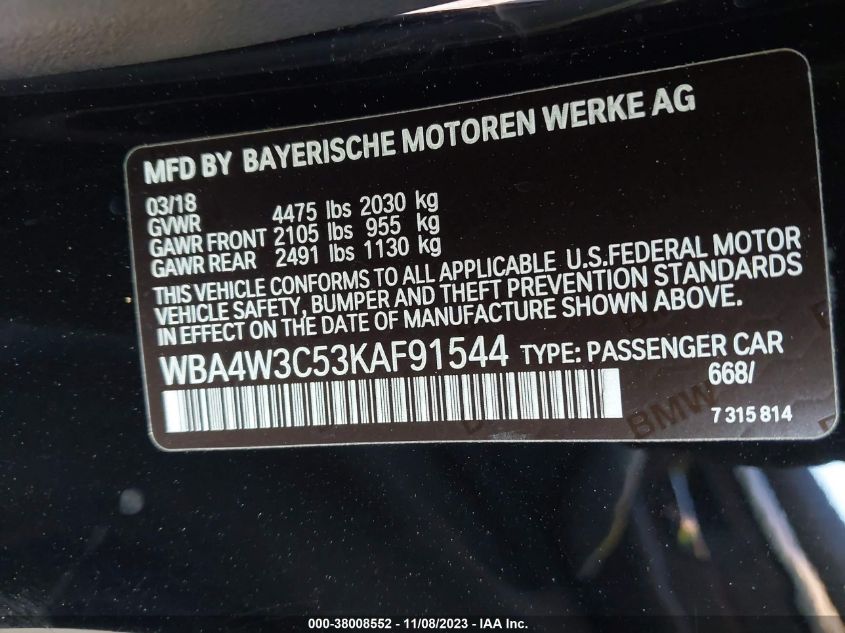 MFD BY BAYERISCHE MOTOREN WERKE AG
03/18
GVWR 4475 lbs 2030 kg
GAWR FRONT 2105 lbs 955 kg
GAWR REAR 2491 lbs 1130 kg
THIS VEHICLE CONFORMS TO ALL APPLICABLE U.S.FEDERAL MOTOR
VEHICLE SAFETY, BUMPER AND THEFT PREVENTION STANDARDS
IN EFFECT ON THE DATE OF MANUFACTURE SHOWN ABOVE.
WBA4W3C53KAF91544 TYPE: PASSENGER CAR
668/
BMW
7 315 814
000-38008552 - 11/08/2023 - IAA Inc.